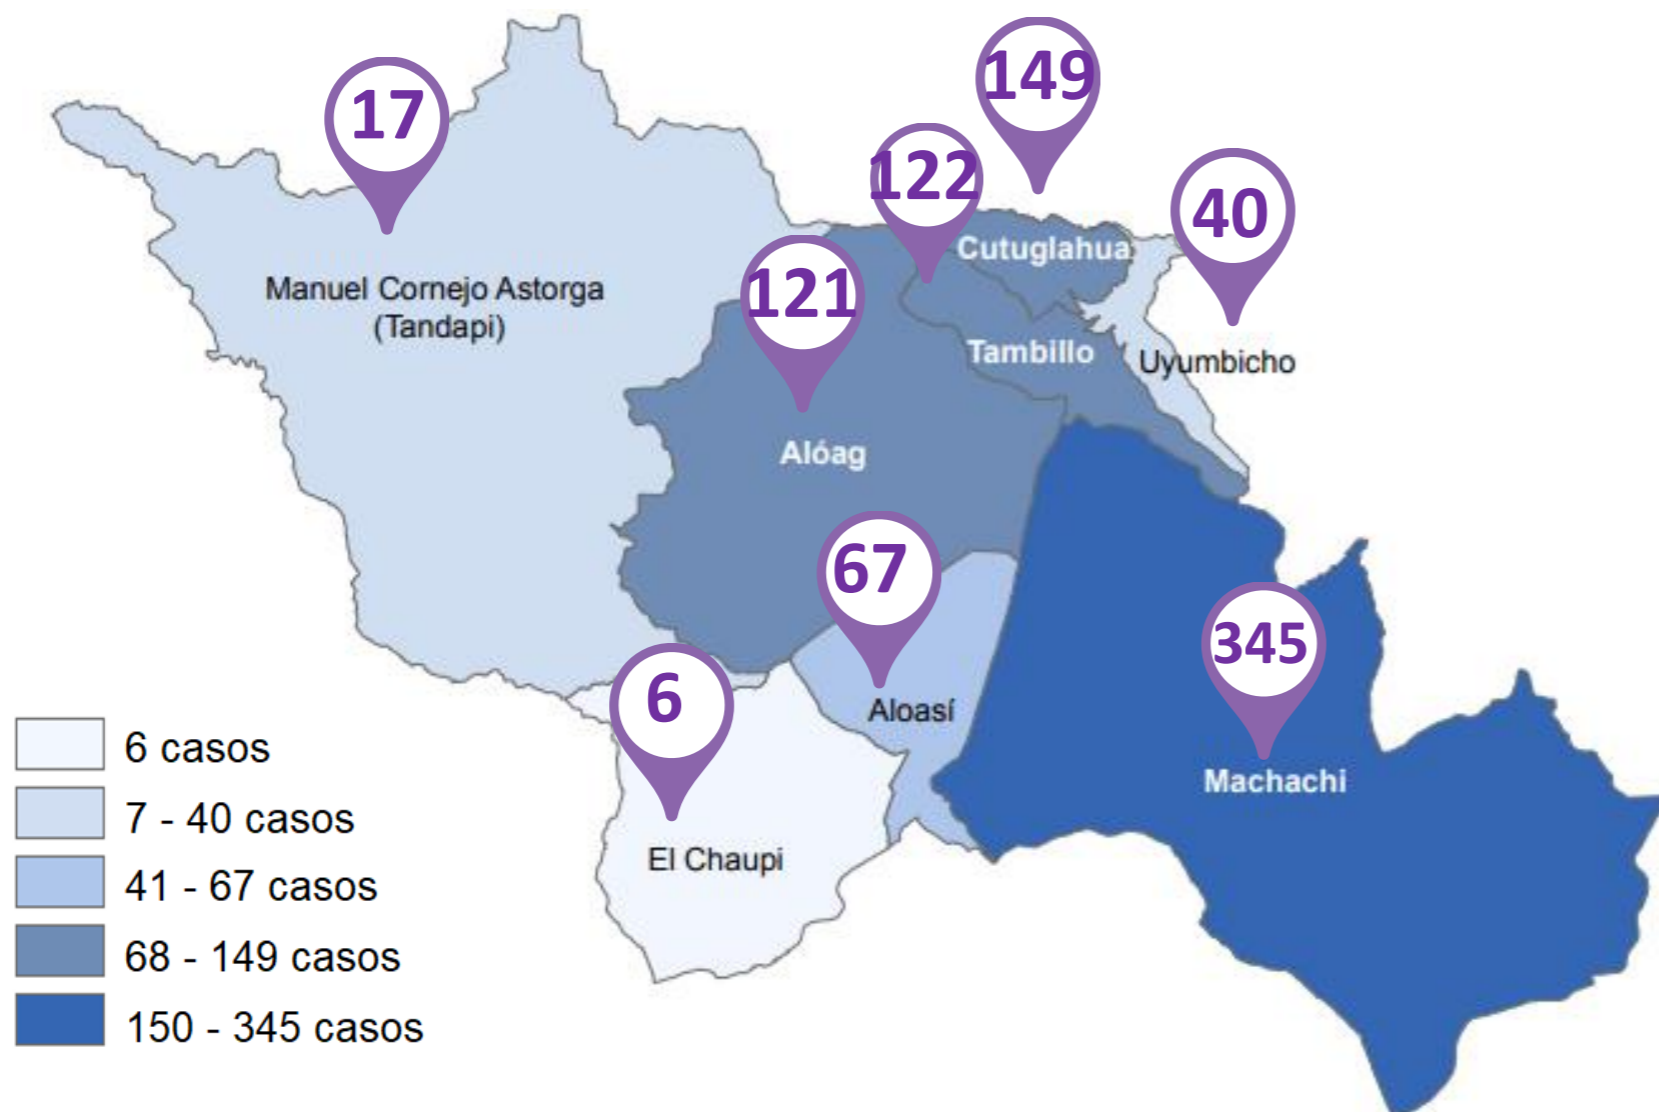 149
17
122
40
Cutuglahua
Manuel Cornejo Astorga
(Tandapi)
121
Tambillo
Uyumbicho
Alóag
67
345
6
Aloasí
Machachi
El Chaupi
6 casos
7 - 40 casos
41 - 67 casos
68 - 149 casos
150 - 345 casos